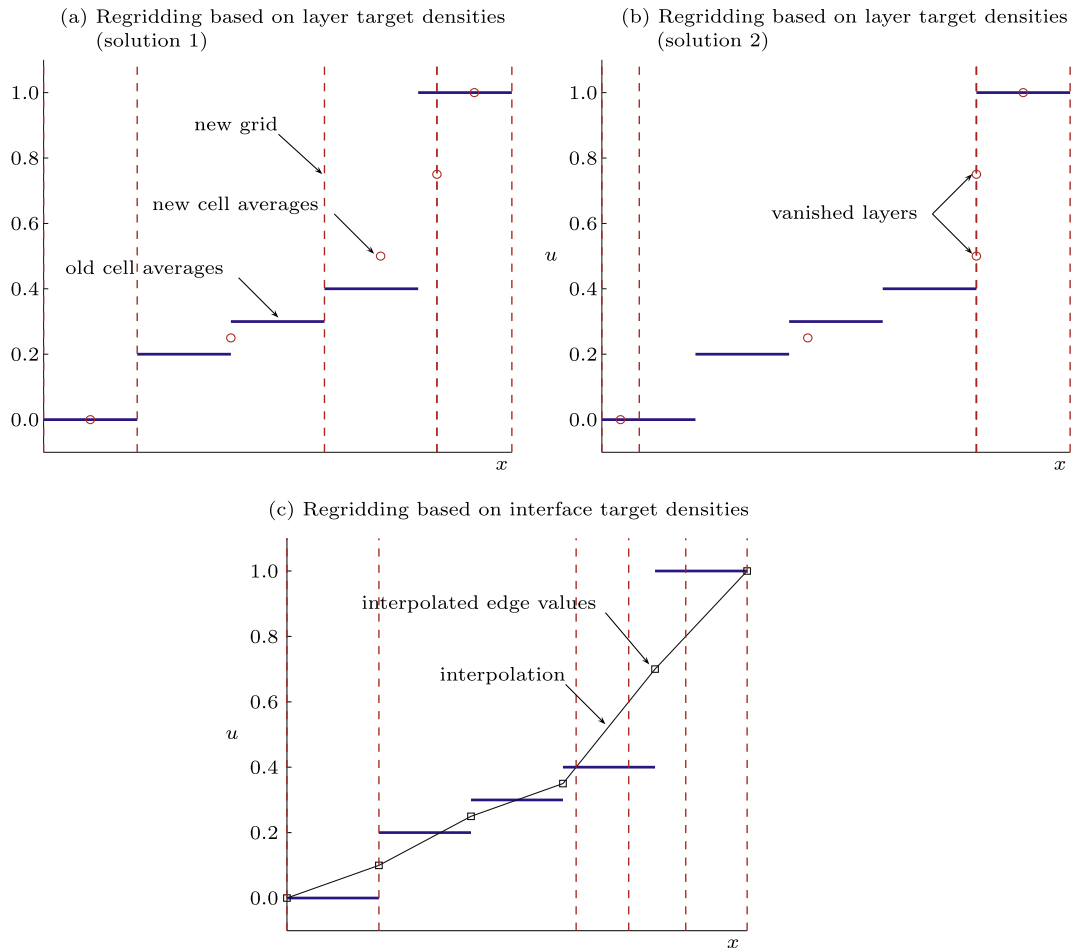 (a) Regridding based on layer target densities
(solution 1)
1.0
0.8
0.6
0.4
0.2
0.0
new grid
new cell averages
old cell averages
x
(b) Regridding based on layer target densities
(solution 2)
1.0
0.8
0.6
u
0.4
0.2
0.0
vanished layers
x
(c) Regridding based on interface target densities
1.0
0.8
0.6
u
0.4
0.2
0.0
interpolated edge values
interpolation
x